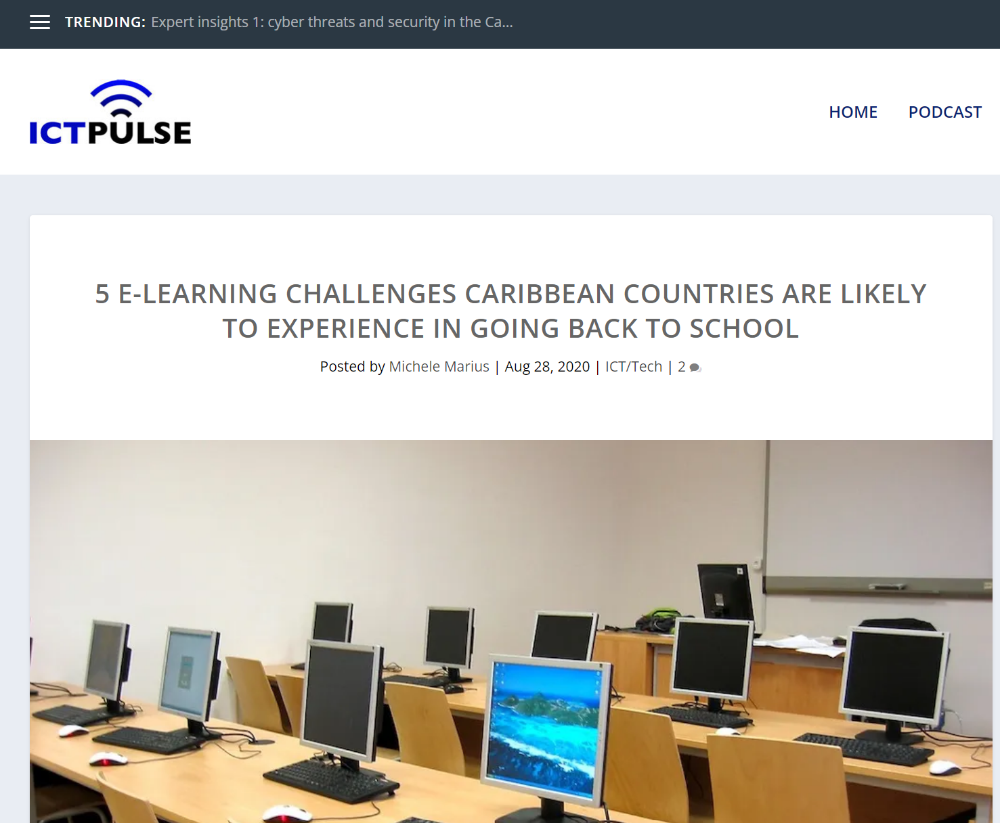 TRENDING: Expert insights 1: cyber threats and security in the Ca...
ICTPULSE
HOME PODCAST
5 E-LEARNING CHALLENGES CARIBBEAN COUNTRIES ARE LIKELY
TO EXPERIENCE IN GOING BACK TO SCHOOL
Posted by Michele Marius | Aug 28, 2020 | ICT/Tech | 2